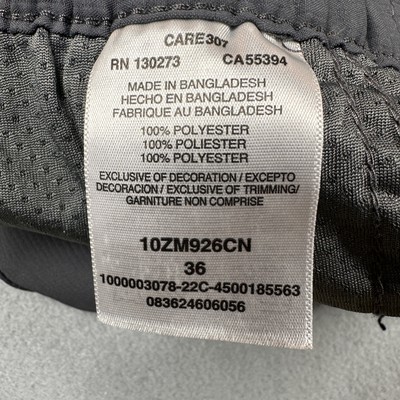 CARE307
RN 130273 CA55394
MADE IN BANGLADESH
HECHO EN BANGLADESH
FABRIQUE AU BANGLADESH
100% POLYESTER
100% POLIESTER
100% POLYESTER
EXCLUSIVE OF DECORATION / EXCEPTO
DECORACION / EXCLUSIVE OF TRIMMING/
GARNITURE NON COMPRISE
10ZM926CN
36
1000003078-22C-4500185563
083624606056